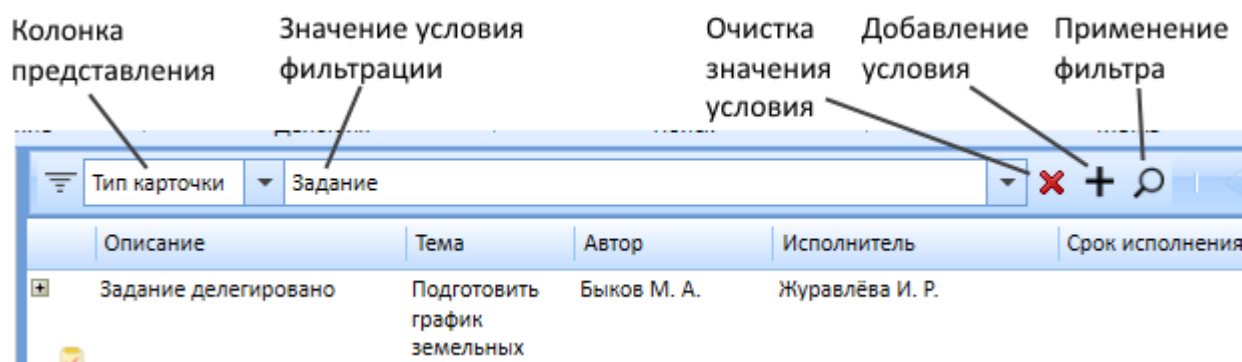 Колонка
представления
Значение условия
фильтрации
Очистка
значения
условия
Добавление
условия
Применение
фильтра
Тип карточки
Задание
Описание
Тема
Автор
Исполнитель
Срок исполнения
Задание делегировано
Подготовить
график
земельных
Быков М. А.
Журавлёва И. Р.